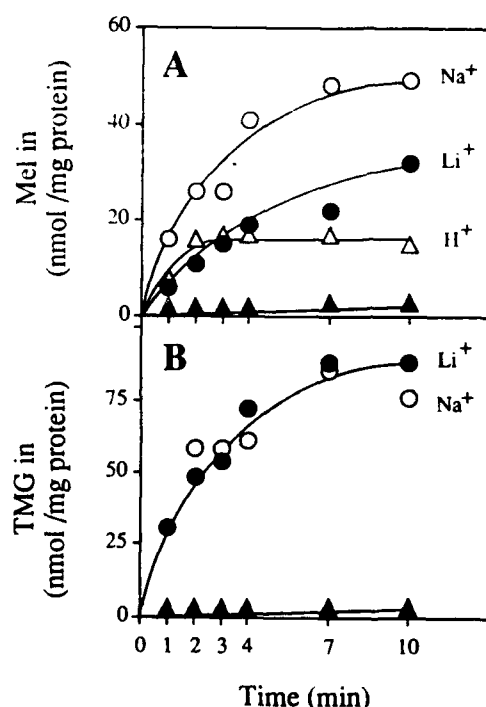 A
Mel in
(nmol /mg protein)
60
40
20
0
Na+
Li+
H+
B
TMG in
(nmol /mg protein)
75
50
25
0
Li+
Na+
0 1 2 3 4 7 10
Time (min)